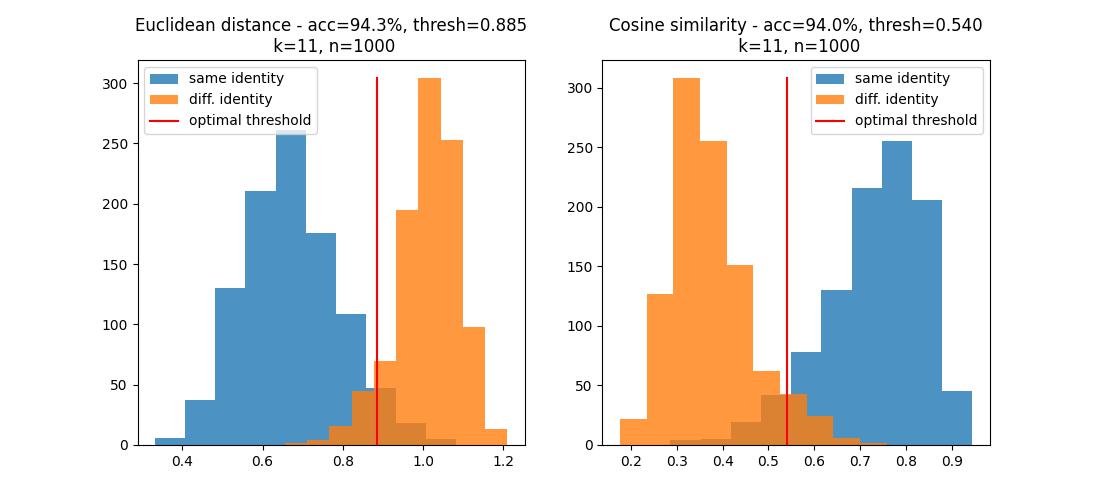 Euclidean distance - acc=94.3%, thresh=0.885
k=11, n=1000
same identity
diff. identity
optimal threshold
300
250
200
150
100
50
0
0.4 0.6 0.8 1.0 1.2
Cosine similarity - acc=94.0%, thresh=0.540
k=11, n=1000
same identity
diff. identity
optimal threshold
300
250
200
150
100
50
0
0.2 0.3 0.4 0.5 0.6 0.7 0.8 0.9